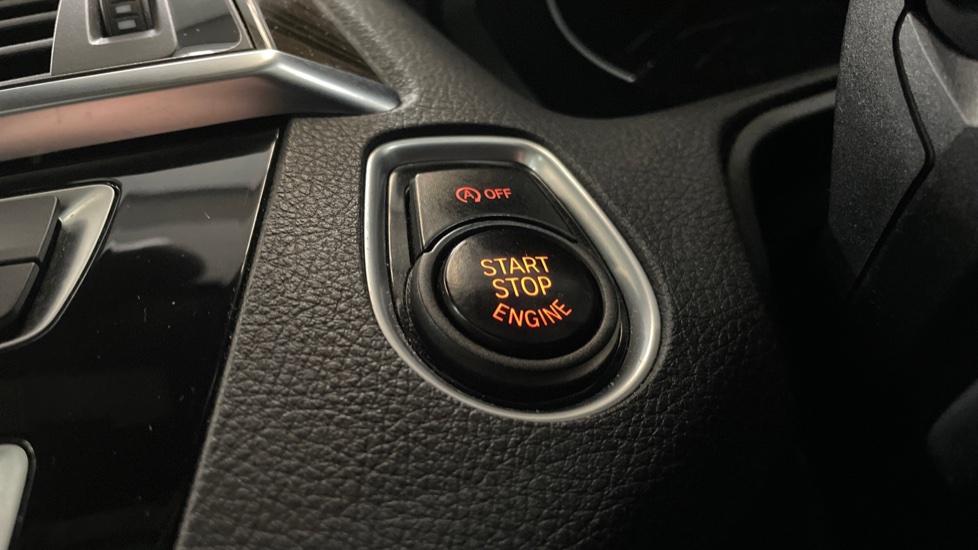 A OFF
START
STOP
ENGINE